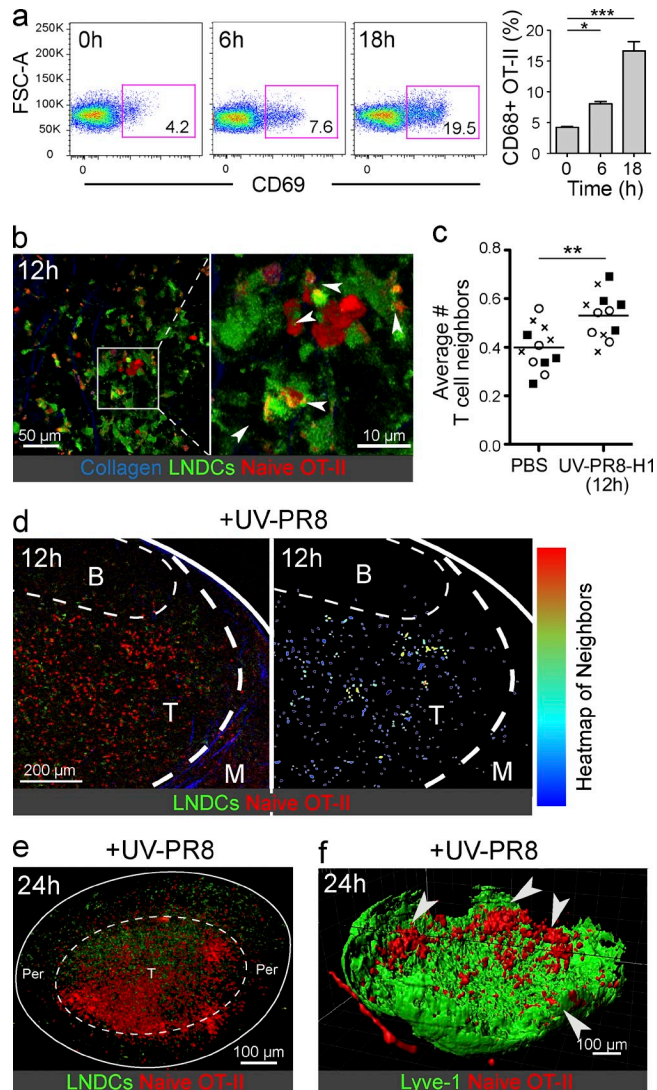 a
0h
6h
18h
FSC-A
250K
200K
150K
100K
50K
0
4.2
7.6
19.5
0
0
0
CD69
CD68+ OT-II (%)
20
15
10
5
0
*
***
0 6 18
Time (h)
b
12h
50 µm
10 µm
Collagen LNDCs Naive OT-II
c
Average #
T cell neighbors
0.8
0.6
0.4
0.2
0.0
**
PBS UV-PR8-H1
(12h)
d
+UV-PR8
12h
B
T
M
200 µm
12h
B
T
M
LNDCs Naive OT-II
Heatmap of Neighbors
e
+UV-PR8
24h
Per
T
Per
100 µm
LNDCs Naive OT-II
f
+UV-PR8
24h
100 µm
Lyve-1 Naive OT-II